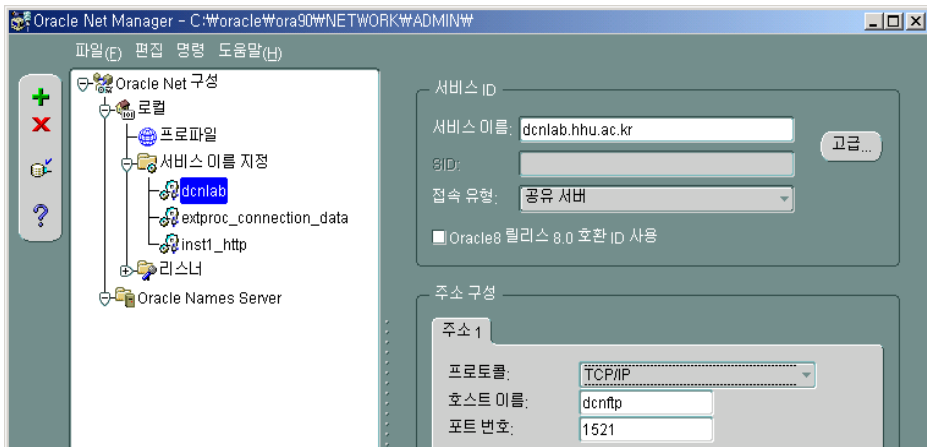 Oracle Net Manager - C:₩oracle₩ora90₩NETWORK₩ADMIN₩
파일(F) 편집 명령 도움말(H)
Oracle Net 구성
로컬
프로파일
서비스 이름 지정
dcnlab
extproc_connection_data
inst1_http
리스너
Oracle Names Server
서비스 ID
서비스 이름: dcnlab.hhu.ac.kr
고급...
SID:
접속 유형: 공유 서버
Oracle8 릴리스 8.0 호환 ID 사용
주소 구성
주소 1
프로토콜: TCP/IP
호스트 이름: dcnftp
포트 번호: 1521